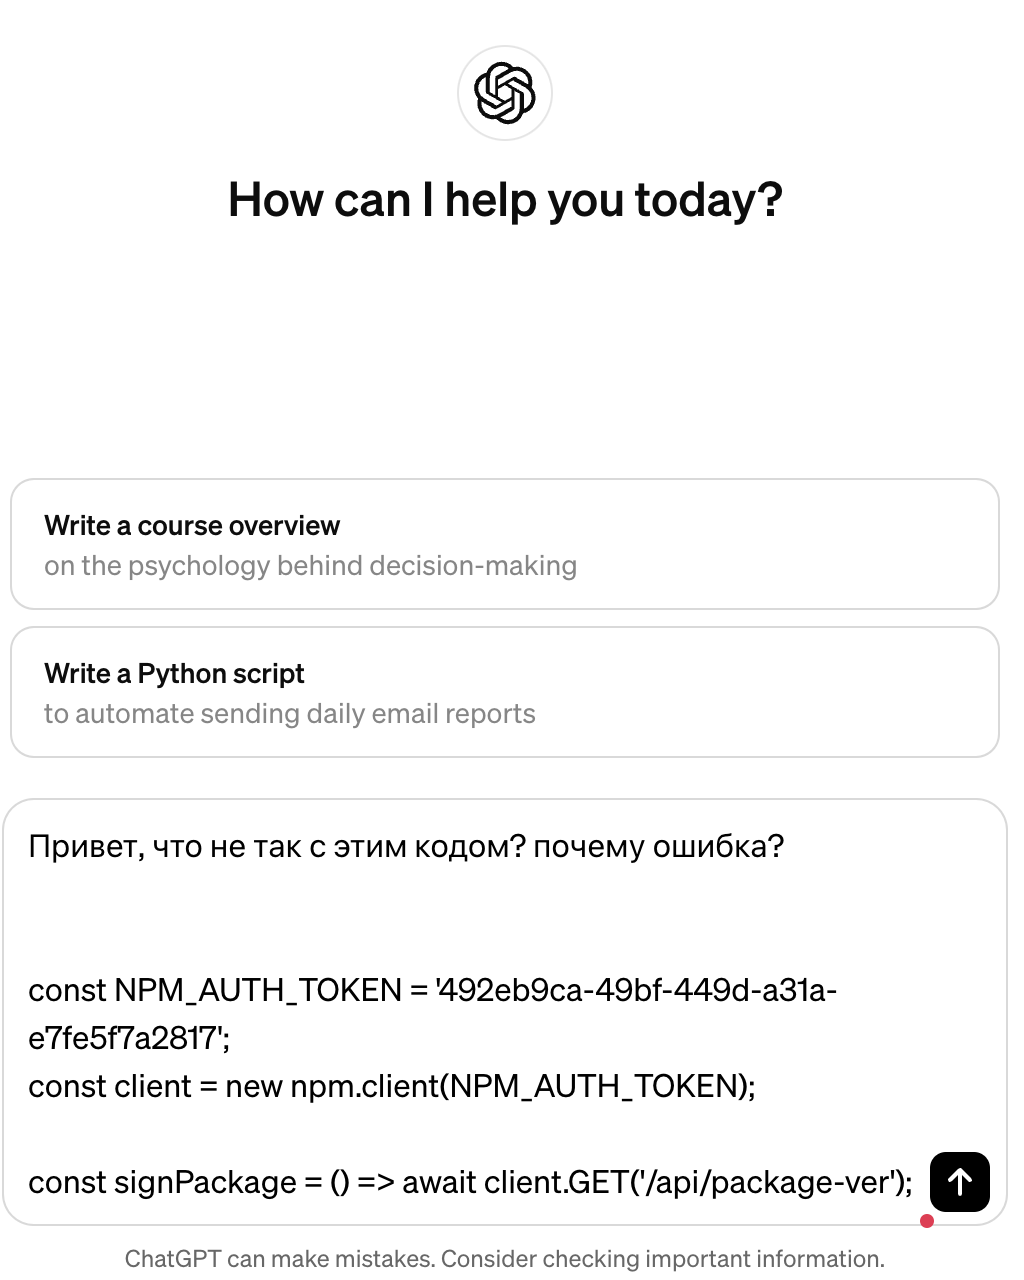 How can I help you today?
Write a course overview
on the psychology behind decision-making
Write a Python script
to automate sending daily email reports
Привет, что не так с этим кодом? почему ошибка?
const NPM_AUTH_TOKEN = '492eb9ca-49bf-449d-a31a-
e7fe5f7a2817';
const client = new npm.client(NPM_AUTH_TOKEN);
const signPackage = () => await client.GET('/api/package-ver');
ChatGPT can make mistakes. Consider checking important information.